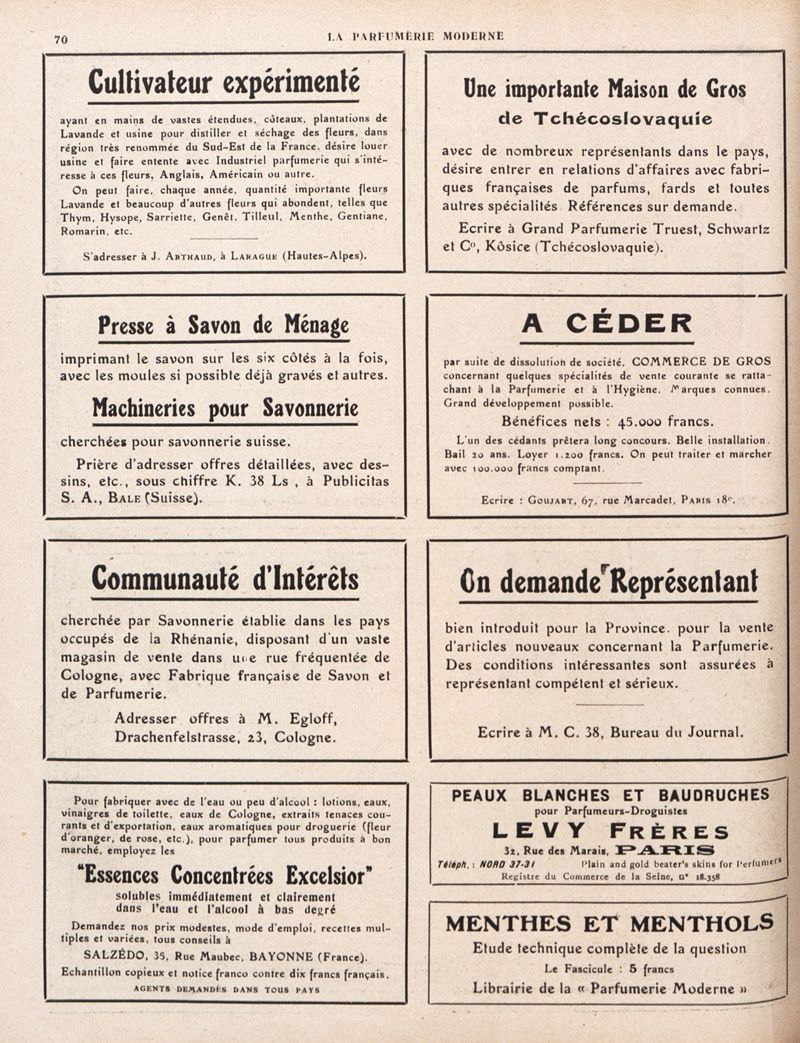 70
LA PARFUMERIE MODERNE
Cultivateur expérimenté
ayant en mains de vastes étendues, côteaux, plantations de
Lavande et usine pour distiller et séchage des fleurs, dans
région très renommée du Sud-Est de la France, désire louer
usine et faire entente avec Industriel parfumerie qui s'inté-
resse à ces fleurs, Anglais, Américain ou autre.
On peut faire, chaque année, quantité importante fleurs
Lavande et beaucoup d'autres fleurs qui abondent, telles que
Thym, Hysope, Sarriette, Genêt, Tilleul, Menthe, Gentiane,
Romarin, etc.
S'adresser à J. ARTHAUD, à LARAGUE (Hautes-Alpes).
Une importante Maison de Gros
de Tchécoslovaquie
avec de nombreux représentants dans le pays,
désire entrer en relations d'affaires avec fabri-
ques françaises de parfums, fards et toutes
autres spécialités Références sur demande.
Ecrire à Grand Parfumerie Truest, Schwartz
et Cº, Kôsice (Tchécoslovaquie).
Presse à Savon de Ménage
imprimant le savon sur les six côtés à la fois,
avec les moules si possible déjà gravés et autres.
Machineries pour Savonnerie
cherchées pour savonnerie suisse.
Prière d'adresser offres détaillées, avec des-
sins, etc., sous chiffre K. 38 Ls , à Publicitas
S. A., BALE (Suisse).
A CÉDER
par suite de dissolution de société, COMMERCE DE GROS
concernant quelques spécialités de vente courante se ratta-
chant à la Parfumerie et à l'Hygiène. Marques connues.
Grand développement possible.
Bénéfices nets : 45.000 francs.
L'un des cédants prêtera long concours. Belle installation.
Bail 20 ans. Loyer 1.200 francs. On peut traiter et marcher
avec 100.000 francs comptant.
Ecrire : GOUJART, 67, rue Marcadet, PARIS 18e.
Communauté d'Intérêts
cherchée par Savonnerie établie dans les pays
occupés de la Rhénanie, disposant d'un vaste
magasin de vente dans une rue fréquentée de
Cologne, avec Fabrique française de Savon et
de Parfumerie.
Adresser offres à M. Egloff,
Drachenfelstrasse, 23, Cologne.
On demande Représentant
bien introduit pour la Province. pour la vente
d'articles nouveaux concernant la Parfumerie.
Des conditions intéressantes sont assurées à
représentant compétent et sérieux.
Ecrire à M. C. 38, Bureau du Journal.
Pour fabriquer avec de l'eau ou peu d'alcool : lotions, eaux,
vinaigres de toilette, eaux de Cologne, extraits tenaces cou-
rants et d'exportation, eaux aromatiques pour droguerie (fleur
d'oranger, de rose, etc.), pour parfumer tous produits à bon
marché, employez les
"Essences Concentrées Excelsior"
solubles immédiatement et clairement
dans l'eau et l'alcool à bas degré
Demandez nos prix modestes, mode d'emploi, recettes mul-
tiples et variées, tous conseils à
SALZÉDO, 35, Rue Maubec, BAYONNE (France).
Echantillon copieux et notice franco contre dix francs français.
AGENTS DEMANDÉS DANS TOUS PAYS
PEAUX BLANCHES ET BAUDRUCHES
pour Parfumeurs-Droguistes
LEVY FRÈRES
32, Rue des Marais, PARIS
Téléph. : NORD 37-31 Plain and gold beater's skins for Perfumers
Registre du Commerce de la Seine, nº 18.358
MENTHES ET MENTHOLS
Etude technique complète de la question
Le Fascicule : 5 francs
Librairie de la « Parfumerie Moderne »